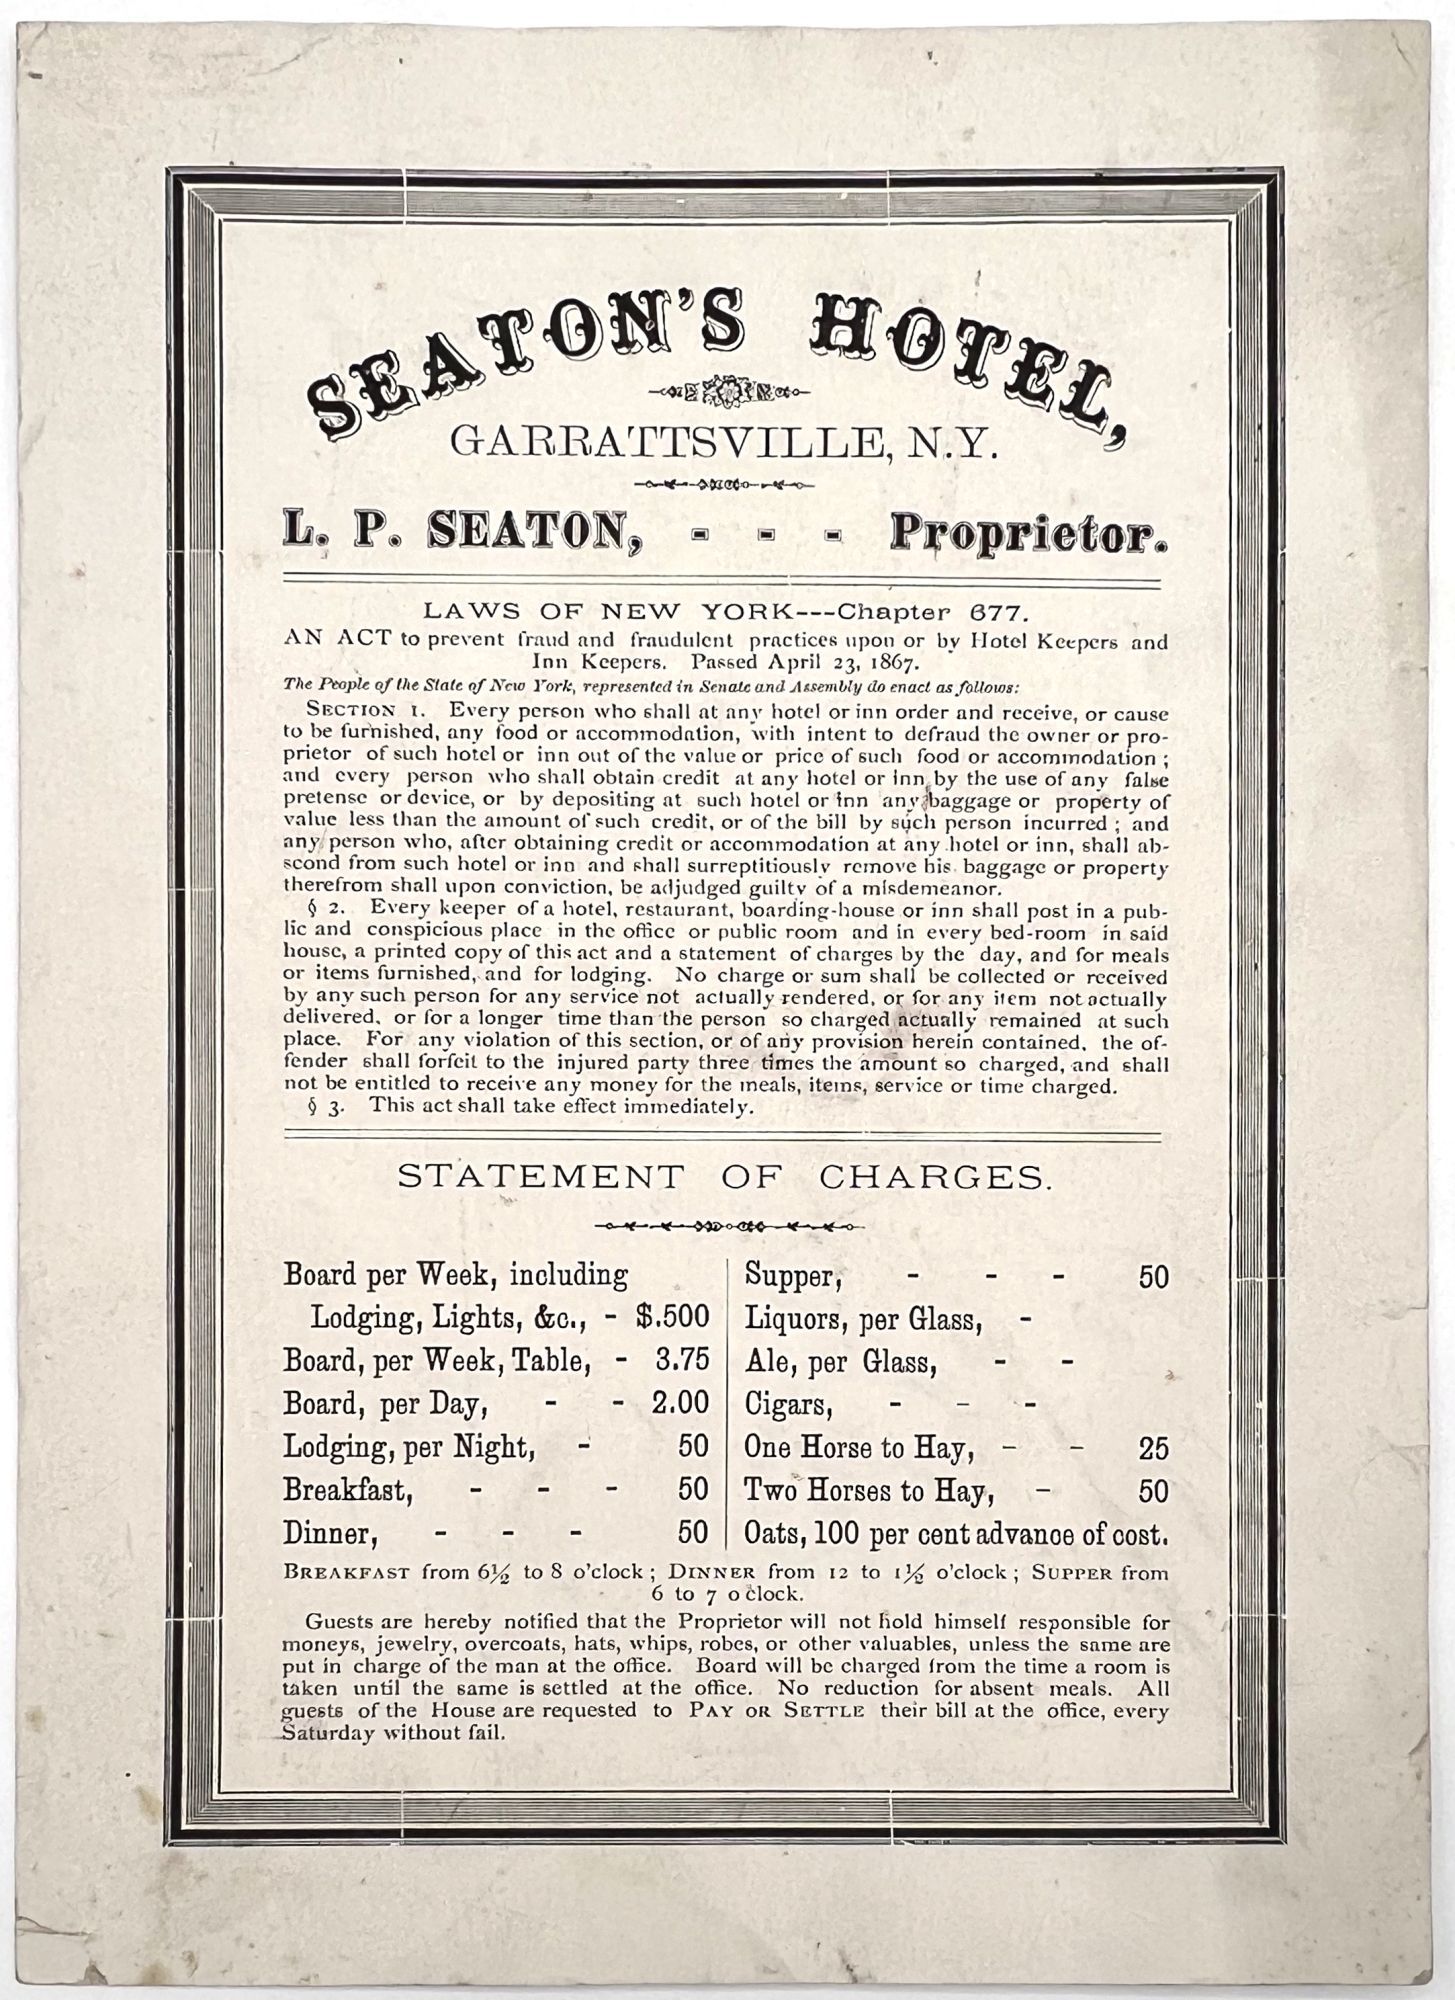 SEATON'S HOTEL,
GARRATTSVILLE, N.Y.
L. P. SEATON, - - - Proprietor.
LAWS OF NEW YORK---Chapter 677.
AN ACT to prevent fraud and fraudulent practices upon or by Hotel Keepers and
Inn Keepers. Passed April 23, 1867.
The People of the State of New York, represented in Senate and Assembly do enact as follows:
SECTION 1. Every person who shall at any hotel or inn order and receive, or cause
to be furnished, any food or accommodation, with intent to defraud the owner or pro-
prietor of such hotel or inn out of the value or price of such food or accommodation ;
and every person who shall obtain credit at any hotel or inn by the use of any false
pretense or device, or by depositing at such hotel or inn any baggage or property of
value less than the amount of such credit, or of the bill by such person incurred ; and
any person who, after obtaining credit or accommodation at any hotel or inn, shall ab-
scond from such hotel or inn and shall surreptitiously remove his baggage or property
therefrom shall upon conviction, be adjudged guilty of a misdemeanor.
§ 2. Every keeper of a hotel, restaurant, boarding-house or inn shall post in a pub-
lic and conspicious place in the office or public room and in every bed-room in said
house, a printed copy of this act and a statement of charges by the day, and for meals
or items furnished, and for lodging. No charge or sum shall be collected or received
by any such person for any service not actually rendered, or for any item not actually
delivered, or for a longer time than the person so charged actually remained at such
place. For any violation of this section, or of any provision herein contained, the of-
fender shall forfeit to the injured party three times the amount so charged, and shall
not be entitled to receive any money for the meals, items, service or time charged.
§ 3. This act shall take effect immediately.
STATEMENT OF CHARGES.
Board per Week, including
Lodging, Lights, &c., - $.500
Board, per Week, Table, - 3.75
Board, per Day, - - 2.00
Lodging, per Night, - 50
Breakfast, - - - 50
Dinner, - - - 50
Supper, - - - 50
Liquors, per Glass, -
Ale, per Glass, - -
Cigars, - - -
One Horse to Hay, - - 25
Two Horses to Hay, - 50
Oats, 100 per cent advance of cost.
BREAKFAST from 6½ to 8 o'clock ; DINNER from 12 to 1½ o'clock ; SUPPER from
6 to 7 o'clock.
Guests are hereby notified that the Proprietor will not hold himself responsible for
moneys, jewelry, overcoats, hats, whips, robes, or other valuables, unless the same are
put in charge of the man at the office. Board will be charged from the time a room is
taken until the same is settled at the office. No reduction for absent meals. All
guests of the House are requested to PAY OR SETTLE their bill at the office, every
Saturday without fail.